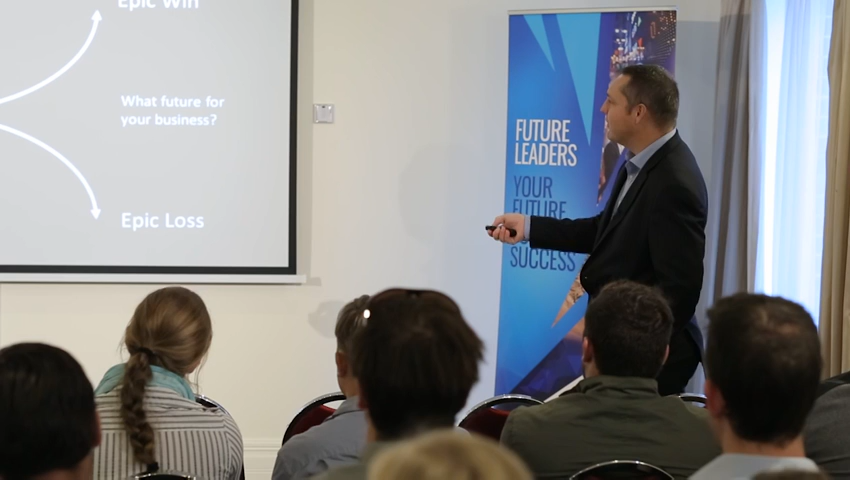 Epic Win
What future for
your business?
Epic Loss
FUTURE
LEADERS
YOUR
FUTURE
SUCCESS